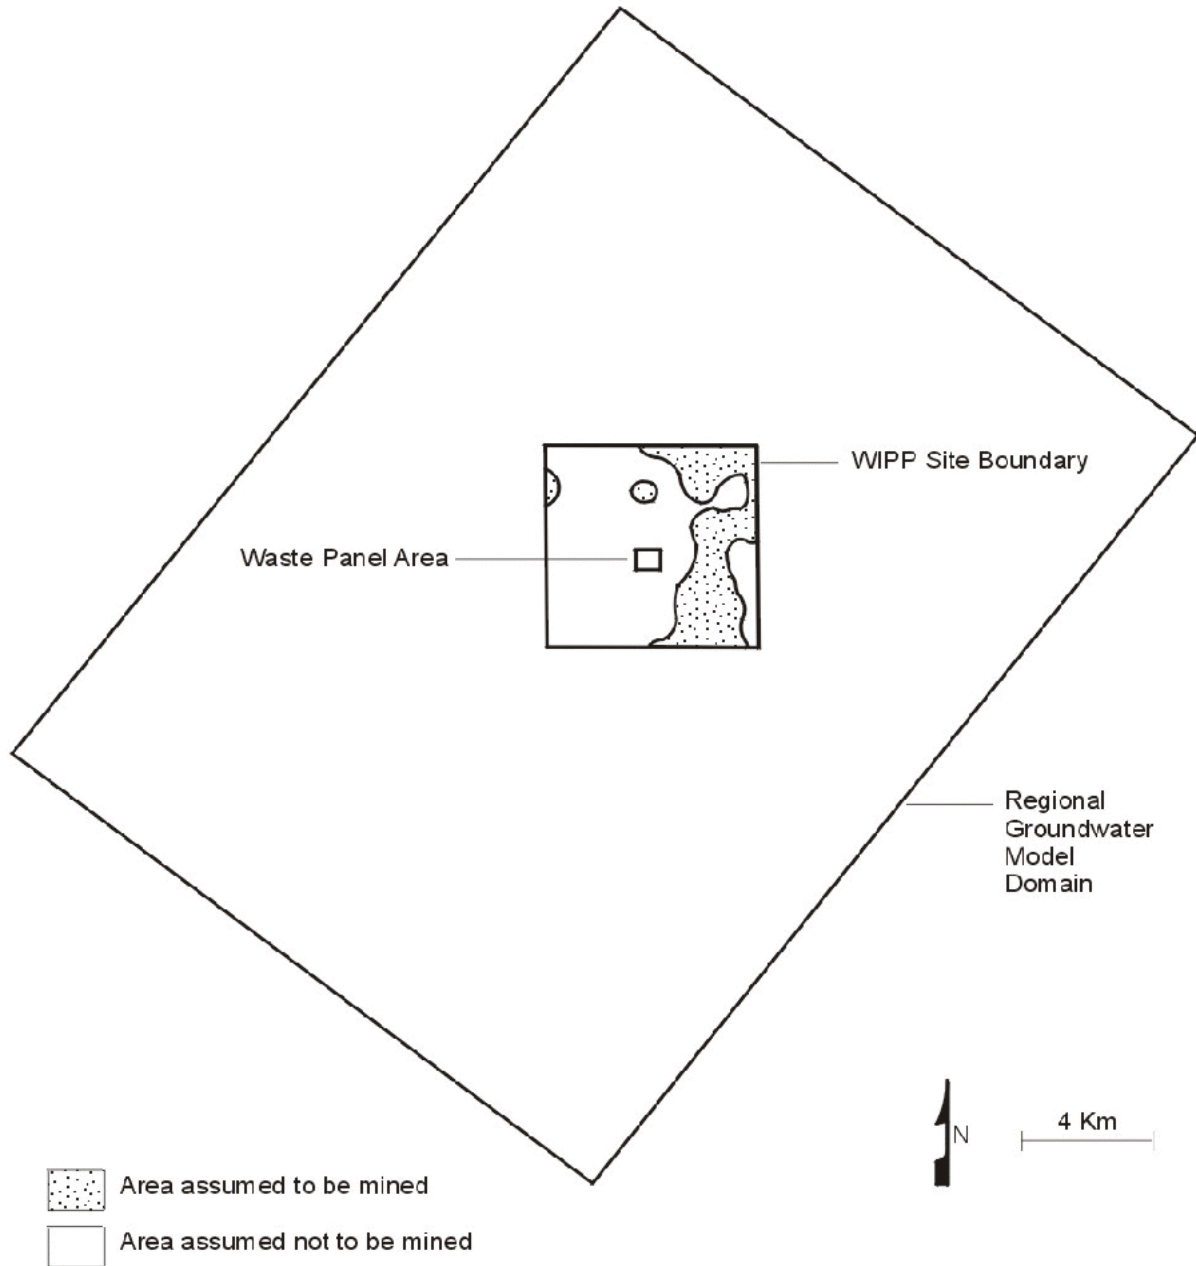 WIPP Site Boundary
Waste Panel Area
Regional
Groundwater
Model
Domain
N
4 Km
Area assumed to be mined
Area assumed not to be mined